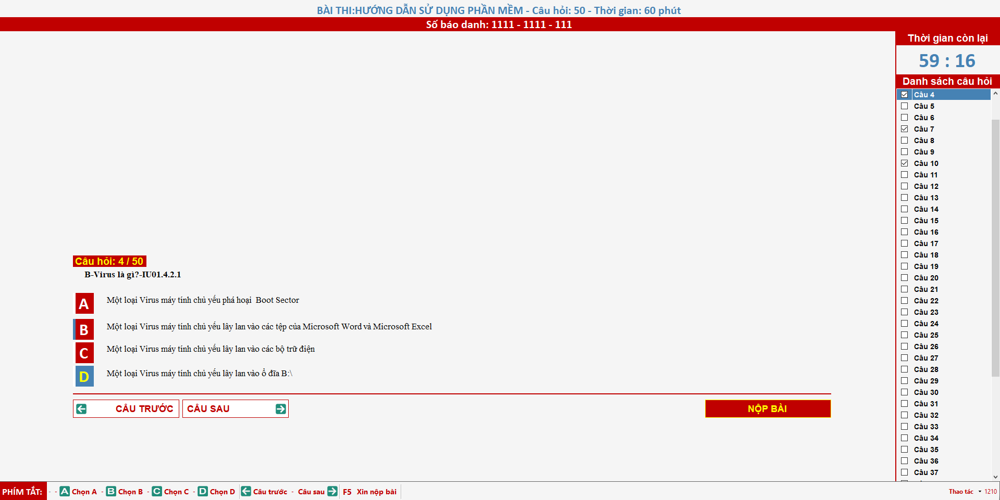 BÀI THI:HƯỚNG DẪN SỬ DỤNG PHẦN MỀM - Câu hỏi: 50 - Thời gian: 60 phút
Số báo danh: 1111 - 1111 - 111
Thời gian còn lại
59 : 16
Danh sách câu hỏi
Câu 4
Câu 5
Câu 6
Câu 7
Câu 8
Câu 9
Câu 10
Câu 11
Câu 12
Câu 13
Câu 14
Câu 15
Câu 16
Câu 17
Câu 18
Câu 19
Câu 20
Câu 21
Câu 22
Câu 23
Câu 24
Câu 25
Câu 26
Câu 27
Câu 28
Câu 29
Câu 30
Câu 31
Câu 32
Câu 33
Câu 34
Câu 35
Câu 36
Câu 37
Câu hỏi: 4 / 50
B-Virus là gì?-IU01.4.2.1
A Một loại Virus máy tính chủ yếu phá hoại Boot Sector
B Một loại Virus máy tính chủ yếu lây lan vào các tệp của Microsoft Word và Microsoft Excel
C Một loại Virus máy tính chủ yếu lây lan vào các bộ trữ điện
D Một loại Virus máy tính chủ yếu lây lan vào ổ đĩa B:\
CÂU TRƯỚC CÂU SAU NỘP BÀI
PHÍM TẮT: - - A Chọn A - B Chọn B - C Chọn C - D Chọn D Câu trước - Câu sau F5 Xin nộp bài Thao tác 1210